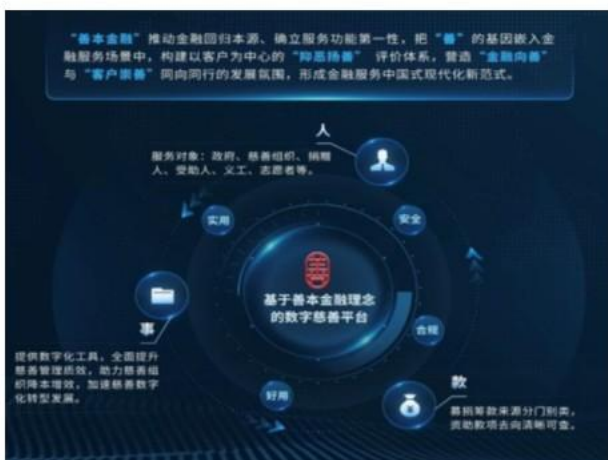 “善本金融”推动金融回归本源、确立服务功能第一性，把“善”的基因嵌入金
融服务场景中，构建以客户为中心的“抑恶扬善”评价体系，营造“金融向善”
与“客户崇善”同向同行的发展氛围，形成金融服务中国式现代化新范式。
人
服务对象：政府、慈善组织、捐赠
人、受助人、义工、志愿者等。
实用
安全
基于善本金融理念
的数字慈善平台
事
提供数字化工具，全面提升
慈善管理质效，助力慈善组
织降本增效，加速慈善数字
化转型发展。
合规
好用
款
募捐筹款来源分门别类，
资助款项去向清晰可查。